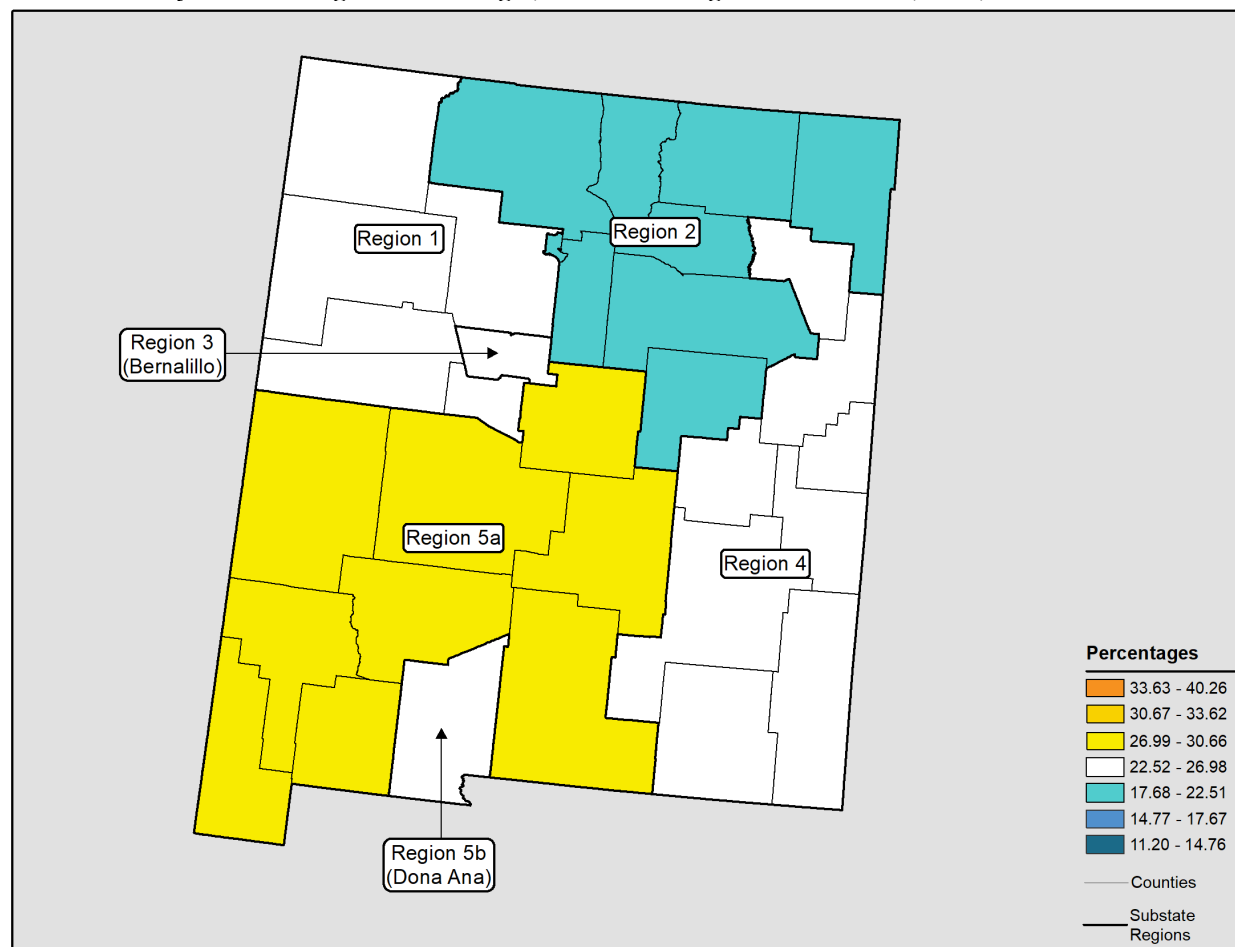 Region 1
Region 2
Region 3
(Bernalillo)
Region 5a
Region 4
Region 5b
(Dona Ana)
Percentages
33.63 - 40.26
30.67 - 33.62
26.99 - 30.66
22.52 - 26.98
17.68 - 22.51
14.77 - 17.67
11.20 - 14.76
Counties
Substate
Regions